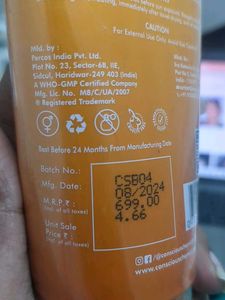 CAUTION
For External Use Only. Avoid
Mfd. by :
Percos India Pvt. Ltd.
Plot No. 23, Sector-6B, IIE,
Sidcul, Haridwar-249 403 (India)
A WHO-GMP Certified Company
Mfg. Lic. No. MB/C/UA/2007
® Registered Trademark
Best Before 24 Months From Manufacturing Date
Batch No.:
Mfg. Date:
M.R.P.₹ :
(Incl. of all taxes)
Unit Sale
Price ₹ :
(Incl. of all taxes)
CSB04
08/2024
699.00
4.66
@consciouschem
www.conscious